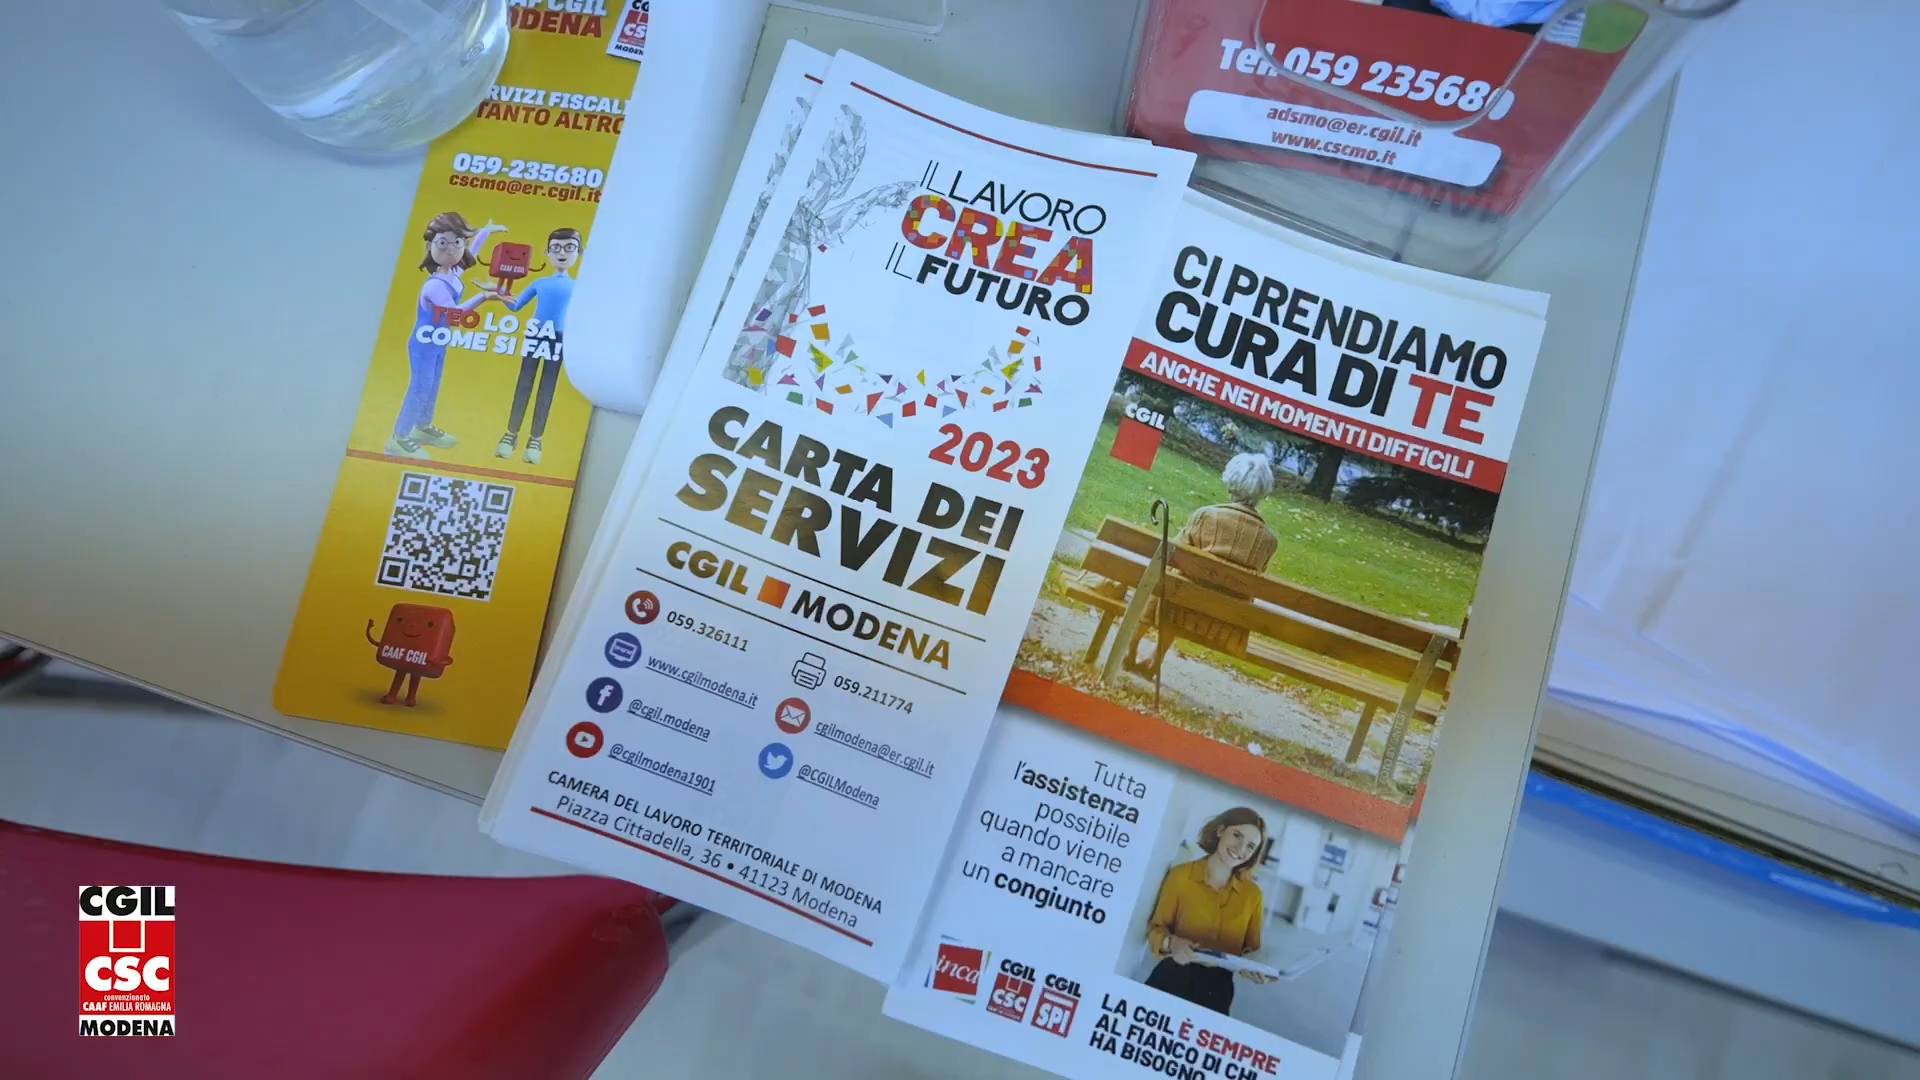 CAAF CGIL
MODENA
TANTO ALTRO
059-235680
cscmo@er.cgil.it
CAAF CGIL
TEO LO SA
COME SI FA!
CAAF CGIL
IL LAVORO
CREA
IL FUTURO
2023
CARTA DEI
SERVIZI
CGIL MODENA
059.326111
www.cgilmodena.it
@cgil.modena
@cgilmodena1901
059.211774
cgilmodena@er.cgil.it
@CGILModena
CAMERA DEL LAVORO TERRITORIALE DI MODENA
Piazza Cittadella, 36 • 41123 Modena
Tel. 059 235680
adsmo@er.cgil.it
www.cscmo.it
CI PRENDIAMO
CURA DI TE
ANCHE NEI MOMENTI DIFFICILI
CGIL
Tutta
l'assistenza
possibile
quando viene
a mancare
un congiunto
inca
CGIL
CSC
CGIL
SPI
LA CGIL È SEMPRE
AL FIANCO DI CHI
HA BISOGNO
CGIL
CSC
convenzionato
CAAF EMILIA ROMAGNA
MODENA